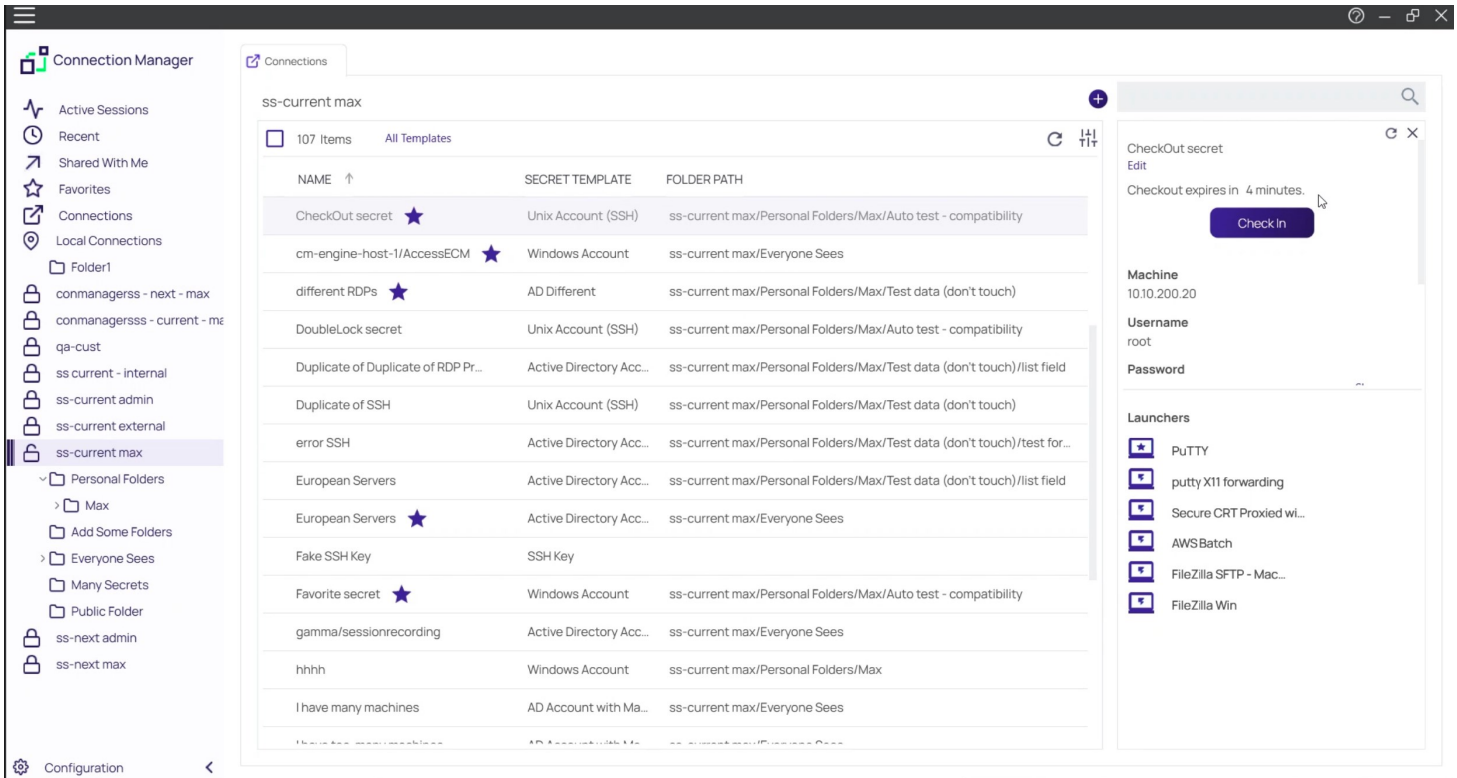 Connection Manager
Active Sessions
Recent
Shared With Me
Favorites
Connections
Local Connections
Folder1
conmanagerss - next - max
conmanagersss - current - ma
qa-cust
ss current - internal
ss-current admin
ss-current external
ss-current max
Personal Folders
Max
Add Some Folders
Everyone Sees
Many Secrets
Public Folder
ss-next admin
ss-next max
Configuration
Connections
ss-current max
107 Items All Templates
NAME SECRET TEMPLATE FOLDER PATH
CheckOut secret Unix Account (SSH) ss-current max/Personal Folders/Max/Auto test - compatibility
cm-engine-host-1/AccessECM Windows Account ss-current max/Everyone Sees
different RDPs AD Different ss-current max/Personal Folders/Max/Test data (don't touch)
DoubleLock secret Unix Account (SSH) ss-current max/Personal Folders/Max/Auto test - compatibility
Duplicate of Duplicate of RDP Pr... Active Directory Acc... ss-current max/Personal Folders/Max/Test data (don't touch)/list field
Duplicate of SSH Unix Account (SSH) ss-current max/Personal Folders/Max/Test data (don't touch)
error SSH Active Directory Acc... ss-current max/Personal Folders/Max/Test data (don't touch)/test for...
European Servers Active Directory Acc... ss-current max/Personal Folders/Max/Test data (don't touch)/list field
European Servers Active Directory Acc... ss-current max/Everyone Sees
Fake SSH Key SSH Key
Favorite secret Windows Account ss-current max/Personal Folders/Max/Auto test - compatibility
gamma/sessionrecording Active Directory Acc... ss-current max/Everyone Sees
hhhh Windows Account ss-current max/Personal Folders/Max
I have many machines AD Account with Ma... ss-current max/Everyone Sees
CheckOut secret
Edit
Checkout expires in 4 minutes.
Check In
Machine
10.10.200.20
Username
root
Password
Launchers
PuTTY
putty X11 forwarding
Secure CRT Proxied wi...
AWS Batch
FileZilla SFTP - Mac...
FileZilla Win